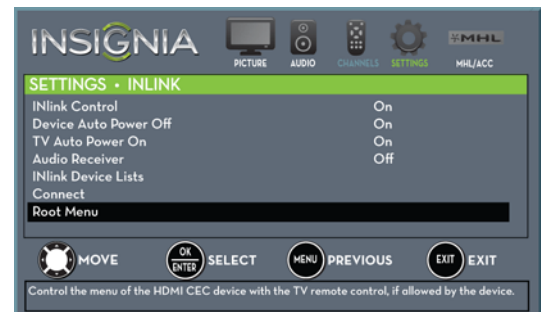 INSIGNIA
PICTURE AUDIO CHANNELS SETTINGS MHL MHL/ACC
SETTINGS • INLINK
INlink Control On
Device Auto Power Off On
TV Auto Power On On
Audio Receiver Off
INlink Device Lists
Connect
Root Menu
MOVE OK ENTER SELECT MENU PREVIOUS EXIT EXIT
Control the menu of the HDMI CEC device with the TV remote control, if allowed by the device.